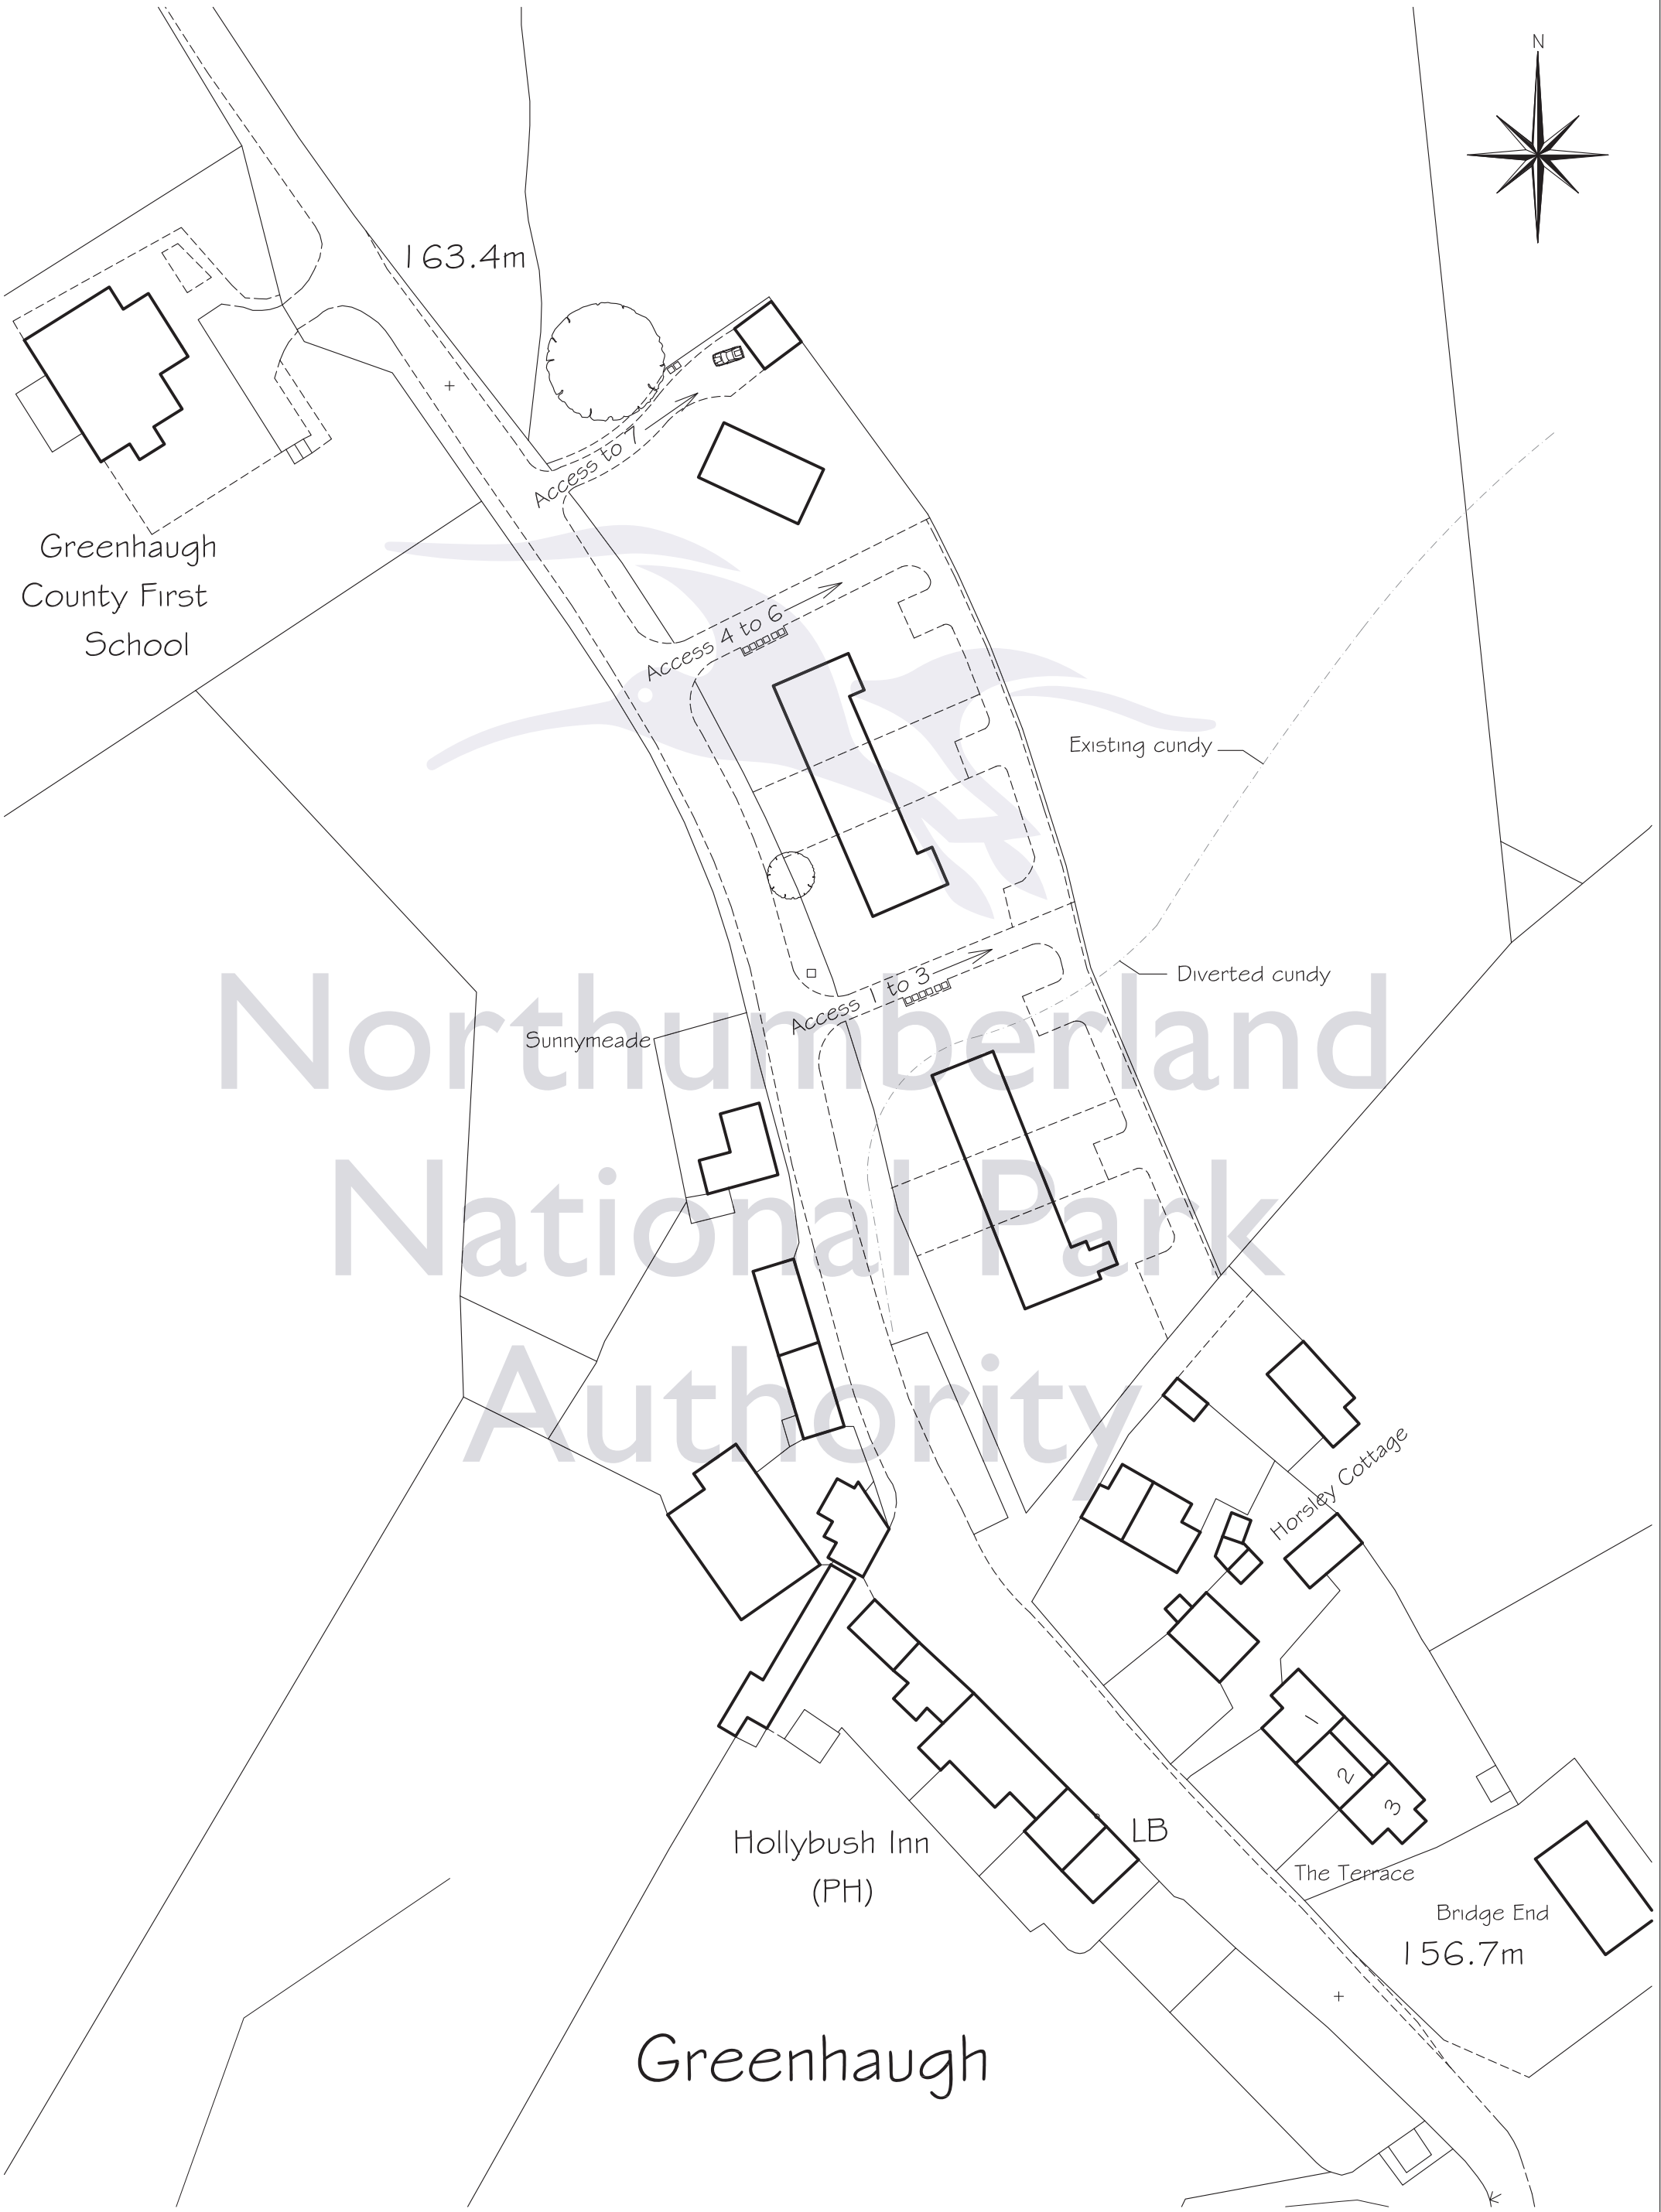 N
163.4m
Access to 7
Greenhaugh
County First
School
Access 4 to 6
Existing cundy
Diverted cundy
Access 1 to 3
Sunnymeade
Northumberland
National Park
Authority
Horsley Cottage
1
2
3
LB
Hollybush Inn
(PH)
The Terrace
Bridge End
156.7m
Greenhaugh